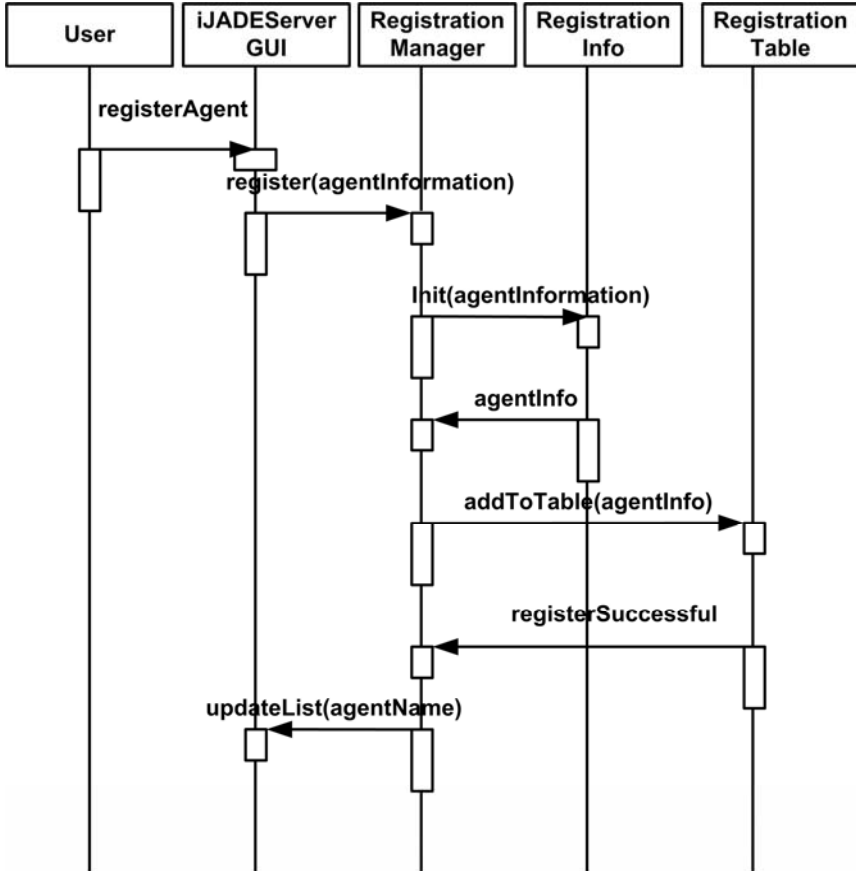 User
iJADEServer
GUI
Registration
Manager
Registration
Info
Registration
Table
registerAgent
register(agentInformation)
Init(agentInformation)
agentInfo
addToTable(agentInfo)
registerSuccessful
updateList(agentName)